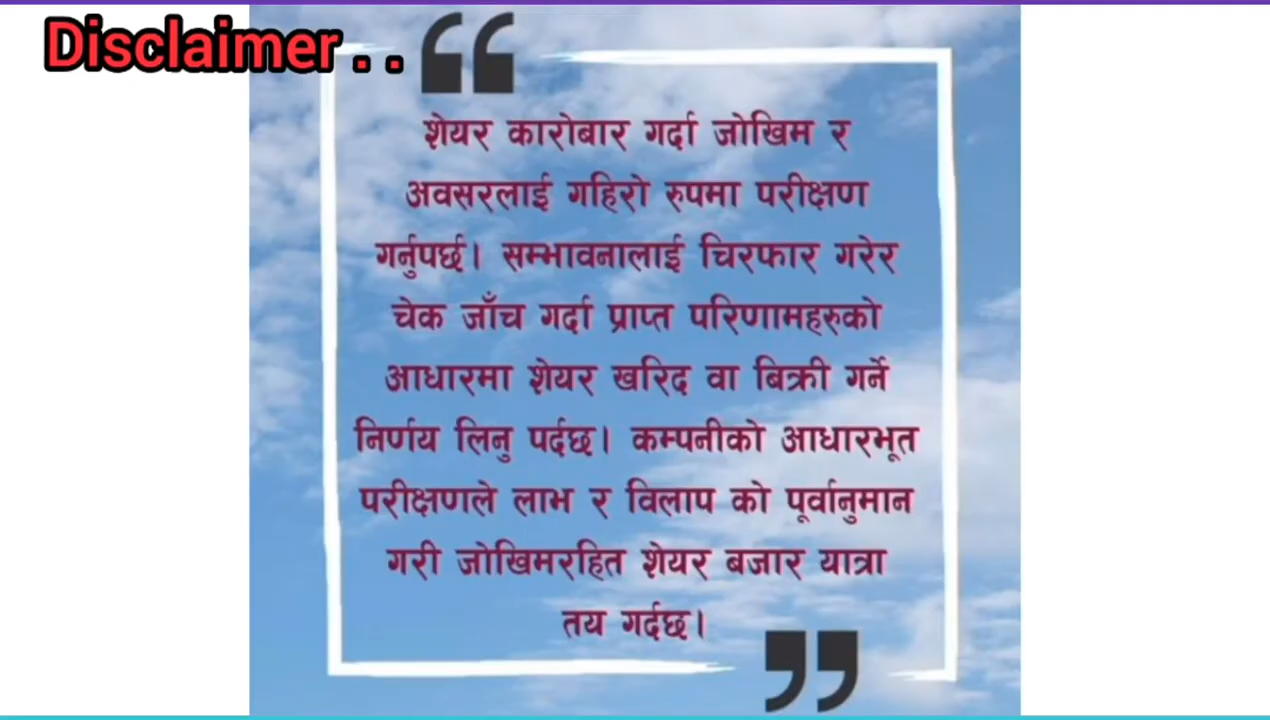 Disclaimer . .
शेयर कारोबार गर्दा जोखिम र
अवसरलाई गहिरो रुपमा परीक्षण
गर्नुपर्छ। सम्भावनालाई चिरफार गरेर
चेक जाँच गर्दा प्राप्त परिणामहरुको
आधारमा शेयर खरिद वा बिक्री गर्ने
निर्णय लिनु पर्दछ। कम्पनीको आधारभूत
परीक्षणले लाभ र विलाप को पूर्वानुमान
गरी जोखिमरहित शेयर बजार यात्रा
तय गर्दछ।